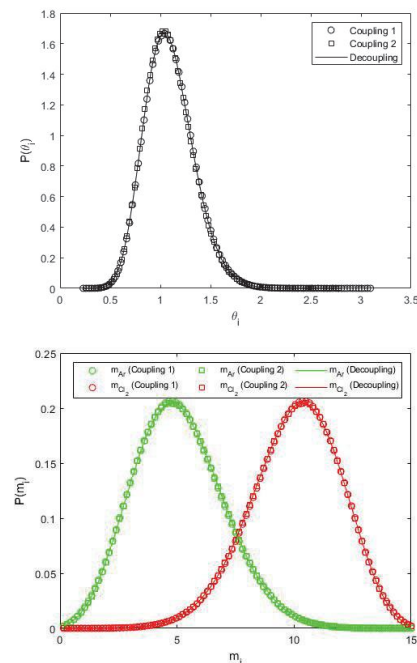 1.8
1.6
1.4
1.2
1
0.8
0.6
0.4
0.2
0
P(θi)
Coupling 1
Coupling 2
Decoupling
0 0.5 1 1.5 2 2.5 3 3.5
θi
0.25
0.2
0.15
0.1
0.05
0
P(mi)
mAr (Coupling 1) mAr (Coupling 2) mAr (Decoupling)
mCl2 (Coupling 1) mCl2 (Coupling 2) mCl2 (Decoupling)
0 5 10 15
mi